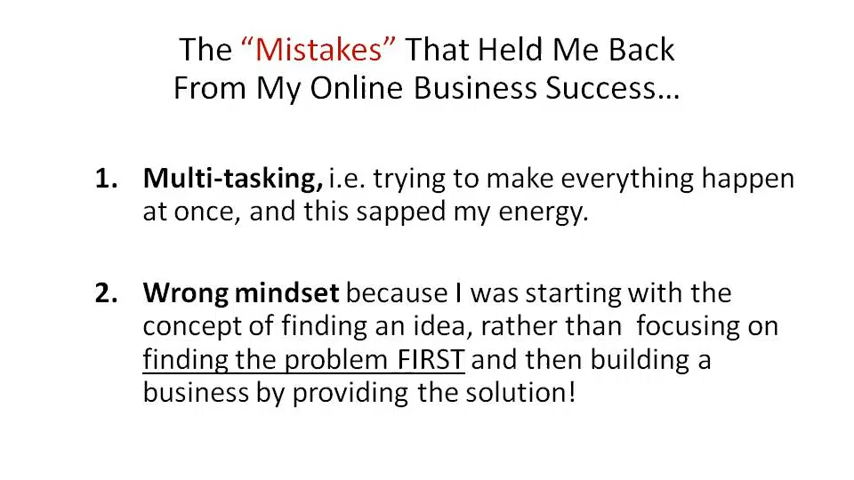 The “Mistakes” That Held Me Back
From My Online Business Success...
1. Multi-tasking, i.e. trying to make everything happen
at once, and this sapped my energy.
2. Wrong mindset because I was starting with the
concept of finding an idea, rather than focusing on
finding the problem FIRST and then building a
business by providing the solution!